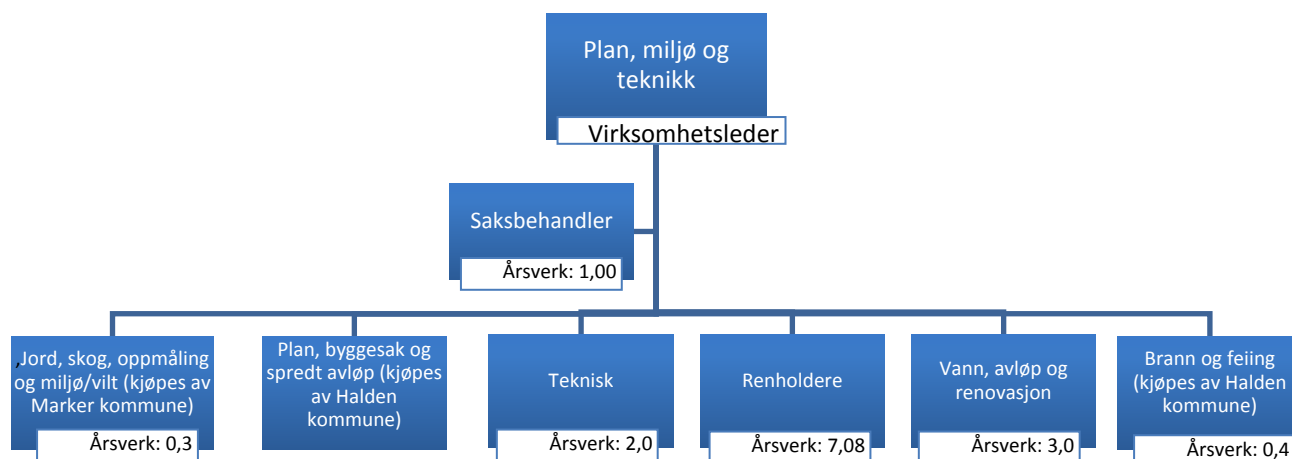 Plan, miljø og
teknikk
Virksomhetsleder
Saksbehandler
Årsverk: 1,00
,Jord, skog, oppmåling
og miljø/vilt (kjøpes av
Marker kommune)
Årsverk: 0,3
Plan, byggesak og
spredt avløp (kjøpes
av Halden
kommune)
Teknisk
Årsverk: 2,0
Renholdere
Årsverk: 7,08
Vann, avløp og
renovasjon
Årsverk: 3,0
Brann og feiing
(kjøpes av Halden
kommune)
Årsverk: 0,4